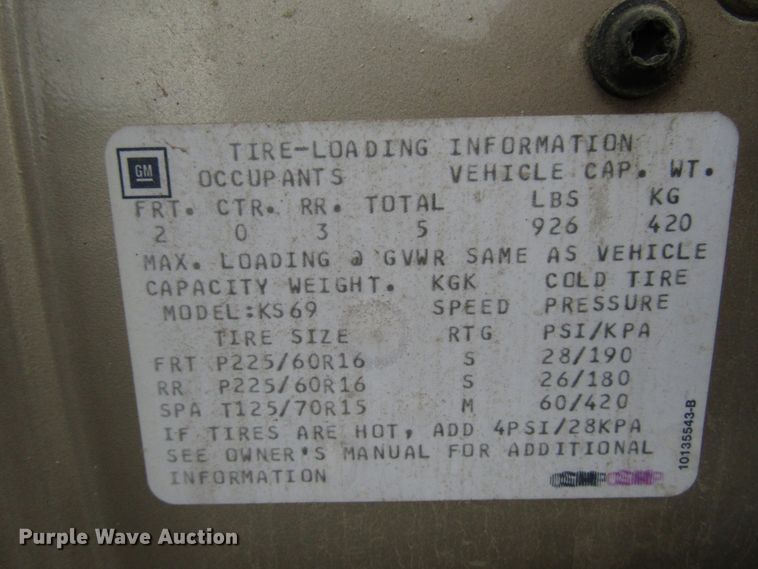 GM
TIRE-LOADING INFORMATION
OCCUPANTS VEHICLE CAP. WT.
FRT. CTR. RR. TOTAL LBS KG
2 0 3 5 926 420
MAX. LOADING @ GVWR SAME AS VEHICLE
CAPACITY WEIGHT. KGK COLD TIRE
MODEL:KS69 SPEED PRESSURE
TIRE SIZE RTG PSI/KPA
FRT P225/60R16 S 28/190
RR P225/60R16 S 26/180
SPA T125/70R15 M 60/420
IF TIRES ARE HOT, ADD 4PSI/28KPA
SEE OWNER'S MANUAL FOR ADDITIONAL
INFORMATION
10135543-B
Purple Wave Auction